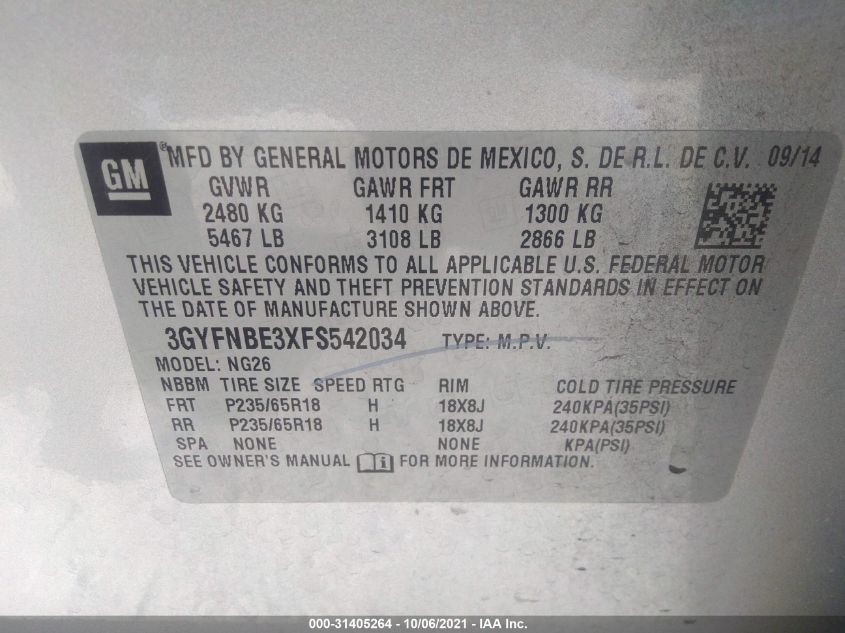 GM ® MFD BY GENERAL MOTORS DE MEXICO, S. DE R.L. DE C.V. 09/14
GVWR GAWR FRT GAWR RR
2480 KG 1410 KG 1300 KG
5467 LB 3108 LB 2866 LB
THIS VEHICLE CONFORMS TO ALL APPLICABLE U.S. FEDERAL MOTOR
VEHICLE SAFETY AND THEFT PREVENTION STANDARDS IN EFFECT ON
THE DATE OF MANUFACTURE SHOWN ABOVE.
3GYFNBE3XFS542034 TYPE: M.P.V.
MODEL: NG26
NBBM TIRE SIZE SPEED RTG RIM COLD TIRE PRESSURE
FRT P235/65R18 H 18X8J 240KPA(35PSI)
RR P235/65R18 H 18X8J 240KPA(35PSI)
SPA NONE NONE KPA(PSI)
SEE OWNER'S MANUAL i FOR MORE INFORMATION.
000-31405264 - 10/06/2021 - IAA Inc.